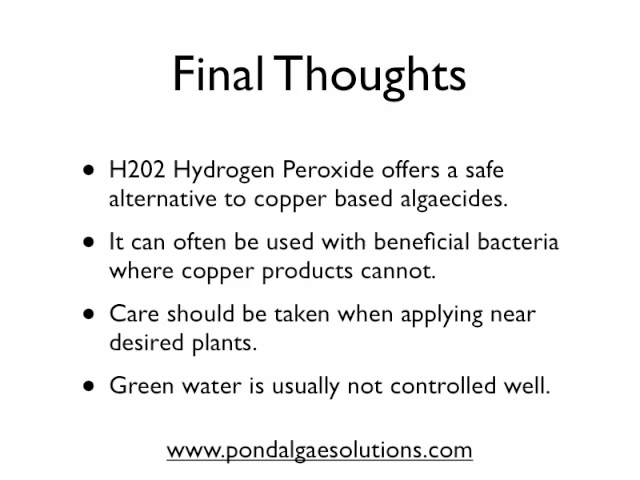 Final Thoughts
• H202 Hydrogen Peroxide offers a safe
alternative to copper based algaecides.
• It can often be used with beneficial bacteria
where copper products cannot.
• Care should be taken when applying near
desired plants.
• Green water is usually not controlled well.
www.pondalgaesolutions.com